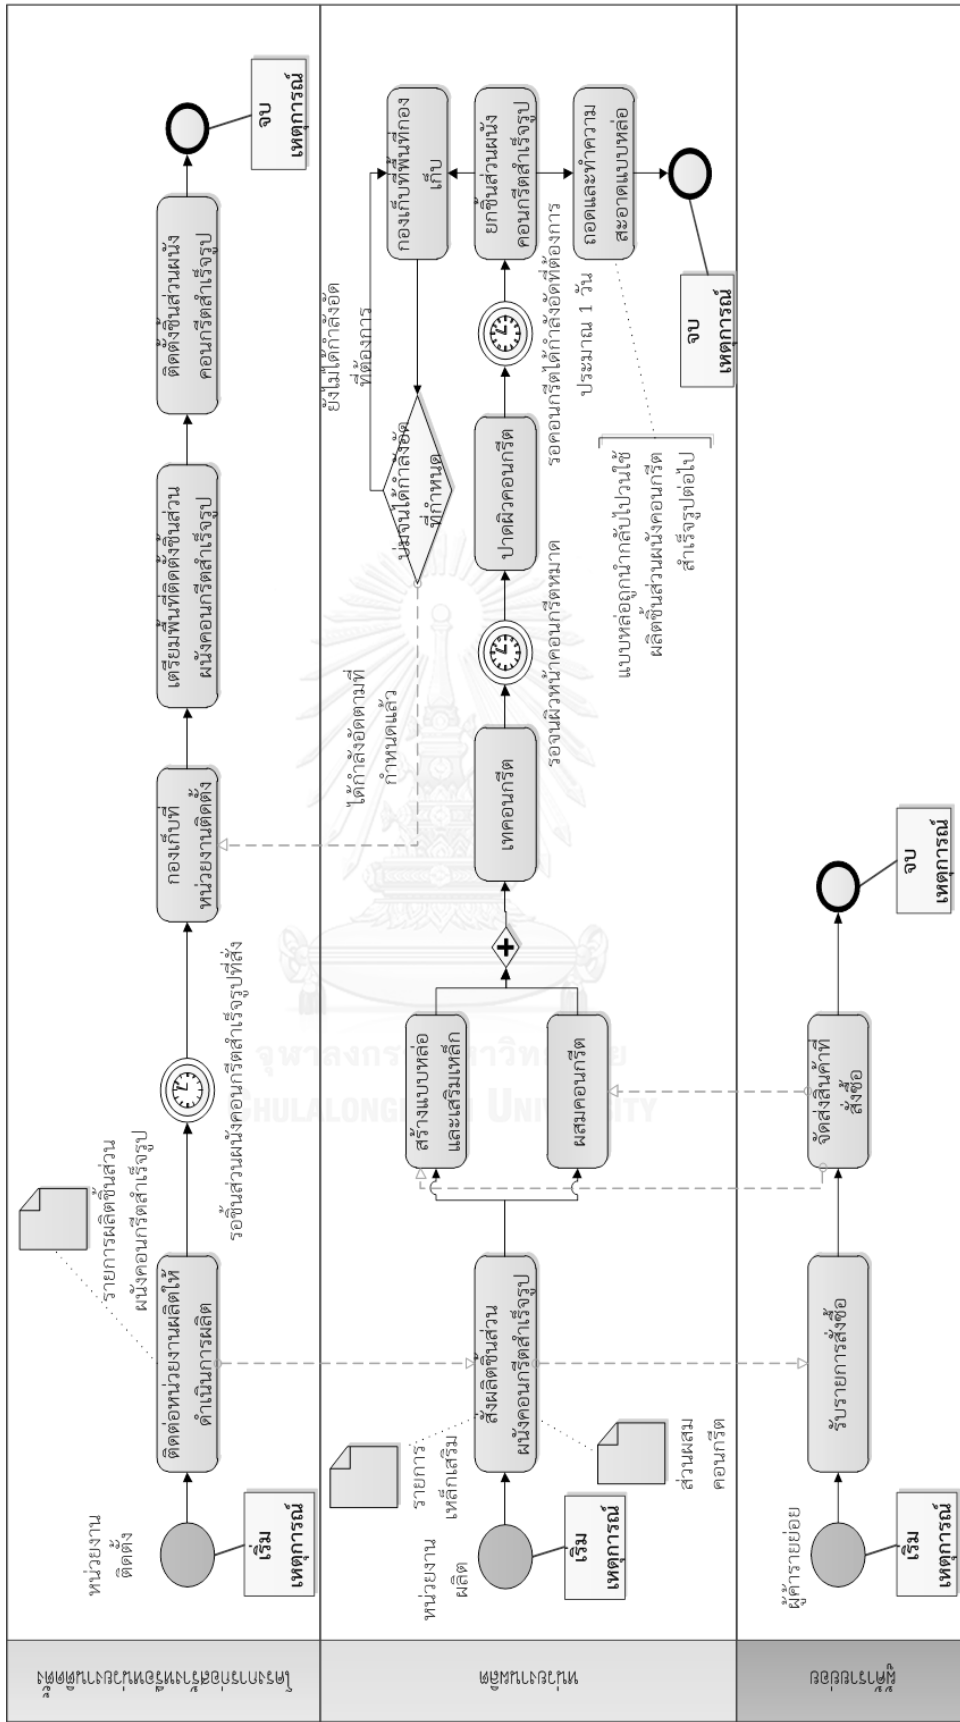 โครงการก่อสร้างหรือหน่วยงานติดตั้ง
หน่วยงาน
ติดตั้ง
เริ่ม
เหตุการณ์
ติดต่อหน่วยงานผลิตให้
ดำเนินการผลิต
รายการผลิตชิ้นส่วน
ผนังคอนกรีตสำเร็จรูป
รอชิ้นส่วนผนังคอนกรีตสำเร็จรูปที่สั่ง
กองเก็บที่
หน่วยงานติดตั้ง
เตรียมพื้นที่ติดตั้งชิ้นส่วน
ผนังคอนกรีตสำเร็จรูป
ติดตั้งชิ้นส่วนผนัง
คอนกรีตสำเร็จรูป
จบ
เหตุการณ์
หน่วยงานผลิต
หน่วยงาน
ผลิต
เริ่ม
เหตุการณ์
รายการ
เหล็กเสริม
สั่งผลิตชิ้นส่วน
ผนังคอนกรีตสำเร็จรูป
ส่วนผสม
คอนกรีต
สร้างแบบหล่อ
และเสริมเหล็ก
ผสมคอนกรีต
เทคอนกรีต
รอจนผิวหน้าคอนกรีตหมาด
ปาดผิวคอนกรีต
รอคอนกรีตได้กำลังอัดที่ต้องการ
ประมาณ 1 วัน
ยกชิ้นส่วนผนัง
คอนกรีตสำเร็จรูป
กองเก็บที่พื้นที่กอง
เก็บ
ยังไม่ได้กำลังอัด
ที่ต้องการ
บ่มจนได้กำลังอัด
ที่กำหนด
ได้กำลังอัดตามที่
กำหนดแล้ว
ถอดและทำความ
สะอาดแบบหล่อ
แบบหล่อถูกนำกลับไปวนใช้
ผลิตชิ้นส่วนผนังคอนกรีต
สำเร็จรูปต่อไป
จบ
เหตุการณ์
ผู้ค้ารายย่อย
ผู้ค้ารายย่อย
เริ่ม
เหตุการณ์
รับรายการสั่งซื้อ
จัดส่งสินค้าที่
สั่งซื้อ
จบ
เหตุการณ์